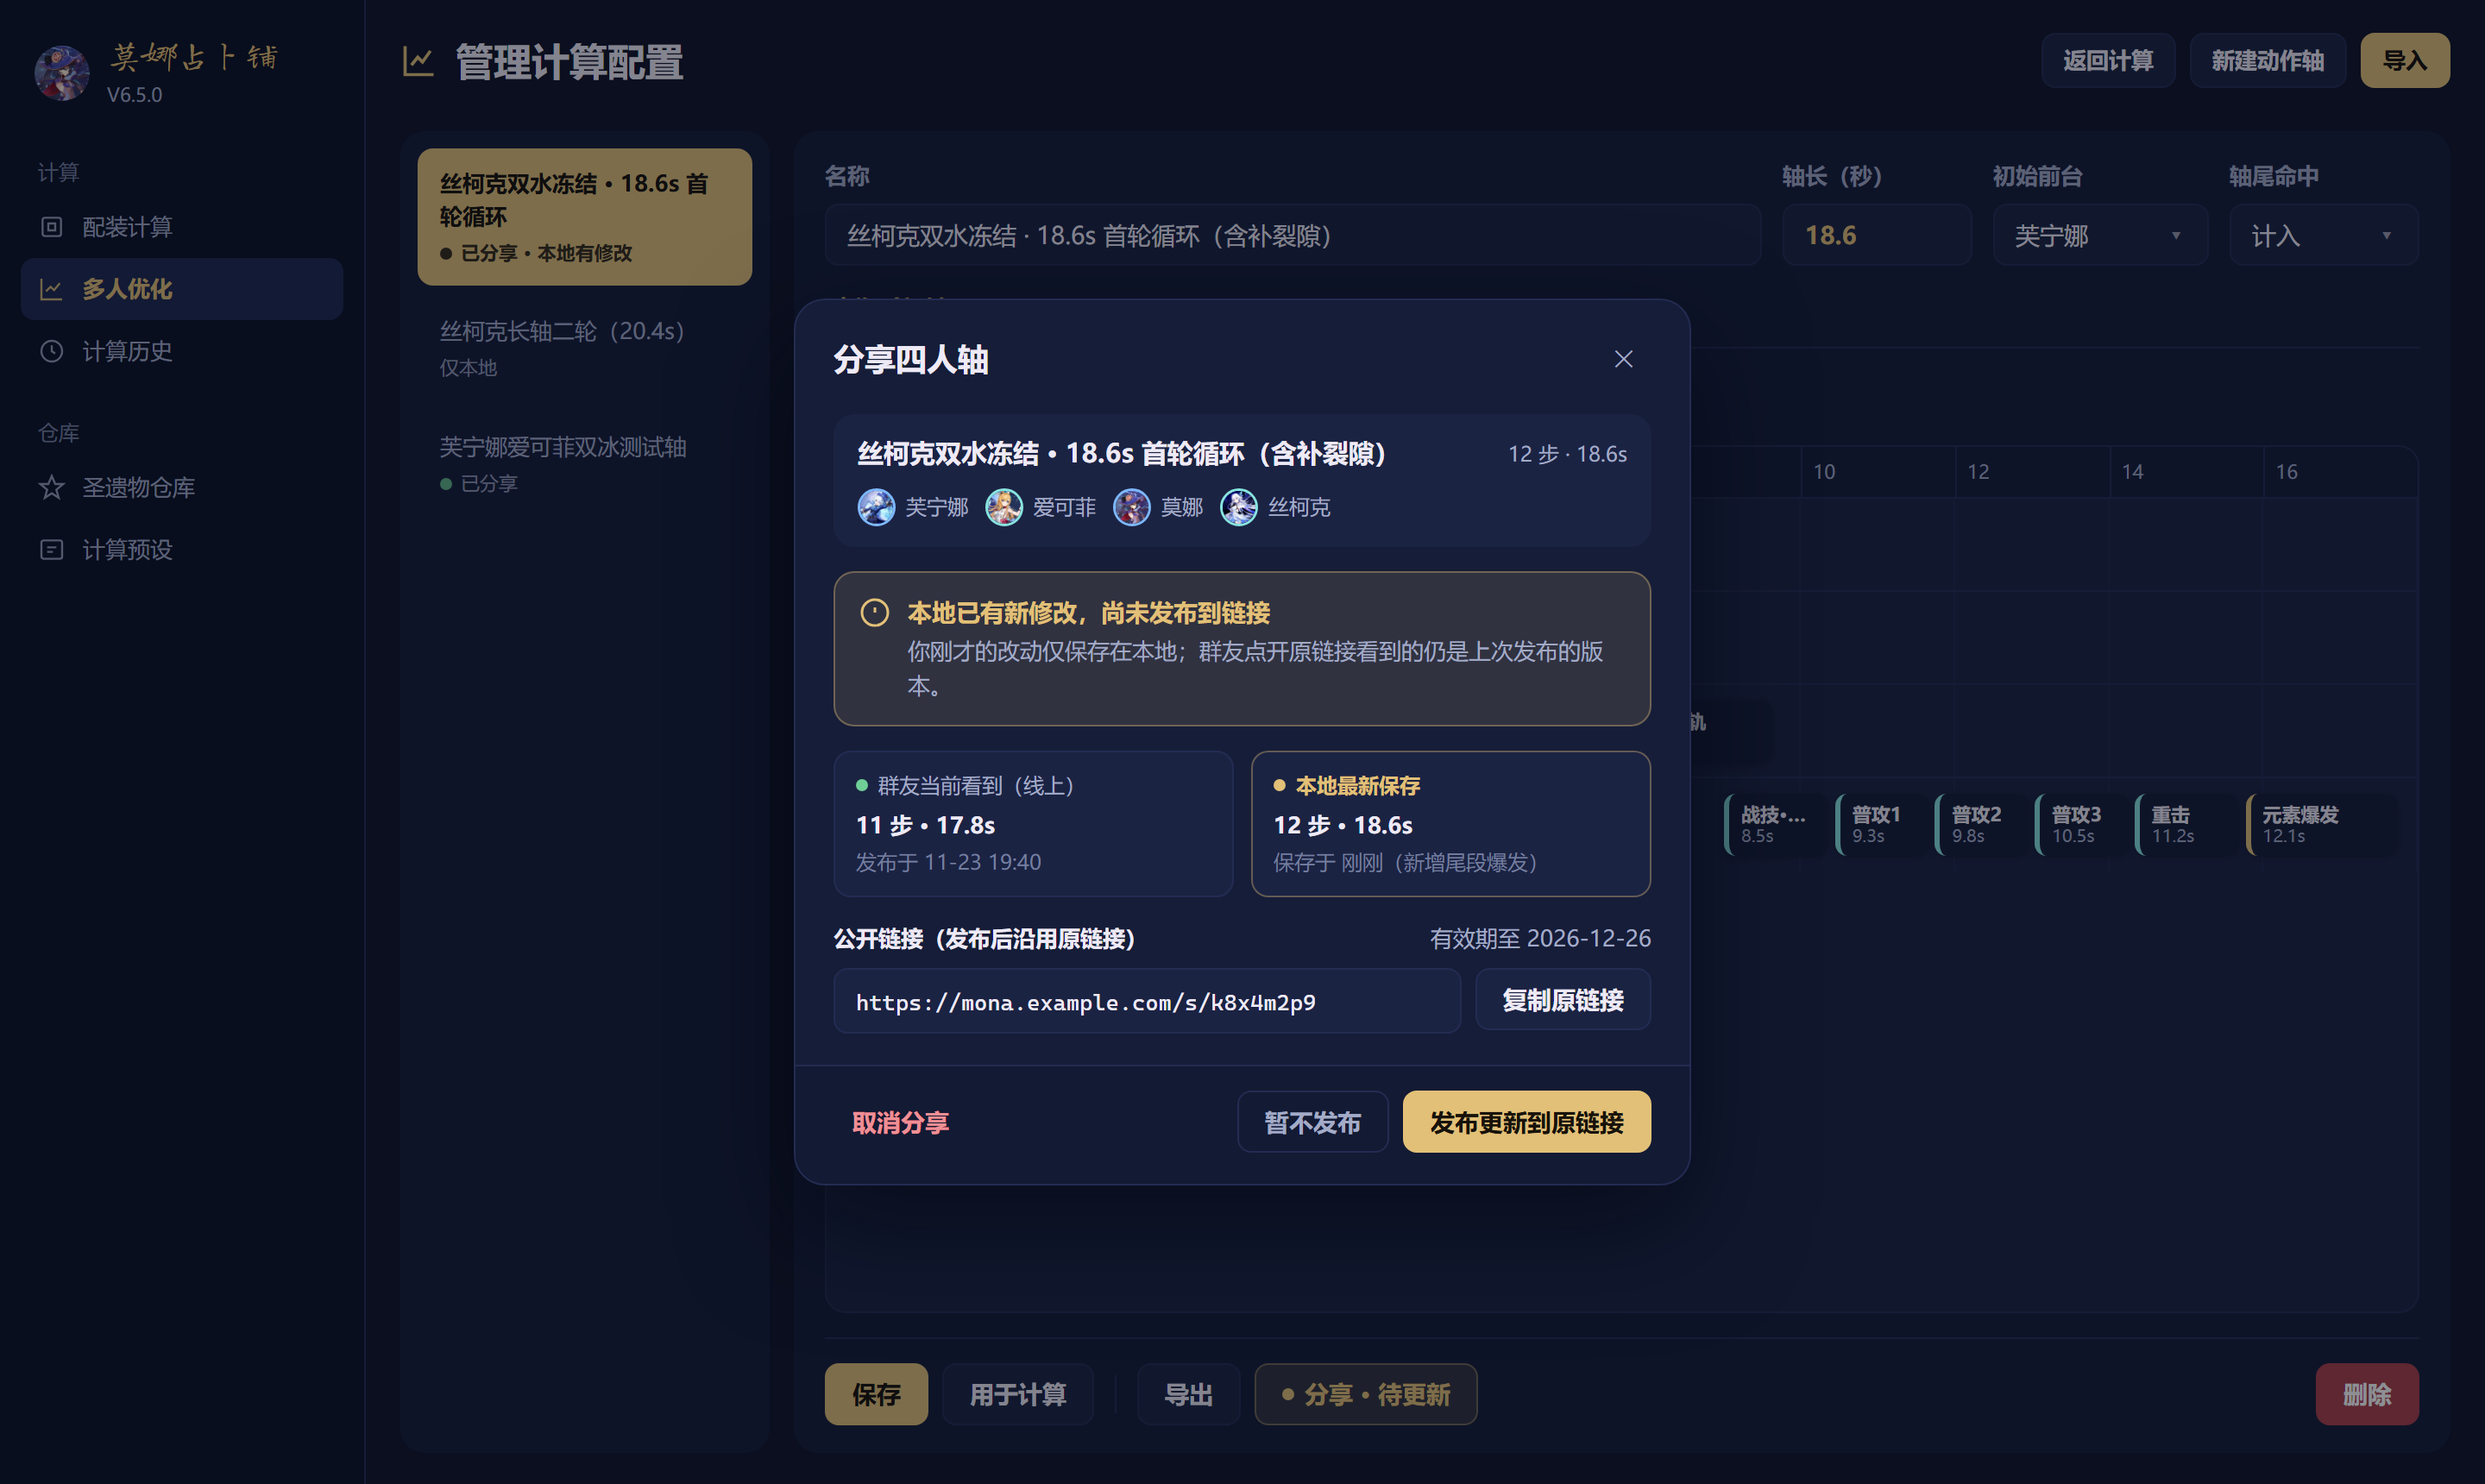 莫娜占卜铺
V6.5.0
计算
配装计算
多人优化
计算历史
仓库
圣遗物仓库
计算预设
管理计算配置
返回计算
新建动作轴
导入
丝柯克双水冻结 • 18.6s 首
轮循环
已分享 • 本地有修改
丝柯克长轴二轮（20.4s）
仅本地
芙宁娜爱可菲双冰测试轴
已分享
名称
轴长（秒）
初始前台
轴尾命中
丝柯克双水冻结 · 18.6s 首轮循环（含补裂隙）
18.6
芙宁娜
计入
10
12
14
16
轨
战技•...
8.5s
普攻1
9.3s
普攻2
9.8s
普攻3
10.5s
重击
11.2s
元素爆发
12.1s
分享四人轴
丝柯克双水冻结 • 18.6s 首轮循环（含补裂隙）
12 步 · 18.6s
芙宁娜
爱可菲
莫娜
丝柯克
本地已有新修改，尚未发布到链接
你刚才的改动仅保存在本地；群友点开原链接看到的仍是上次发布的版
本。
群友当前看到（线上）
11 步 • 17.8s
发布于 11-23 19:40
本地最新保存
12 步 • 18.6s
保存于 刚刚（新增尾段爆发）
公开链接（发布后沿用原链接）
有效期至 2026-12-26
https://mona.example.com/s/k8x4m2p9
复制原链接
取消分享
暂不发布
发布更新到原链接
保存
用于计算
导出
分享 • 待更新
删除